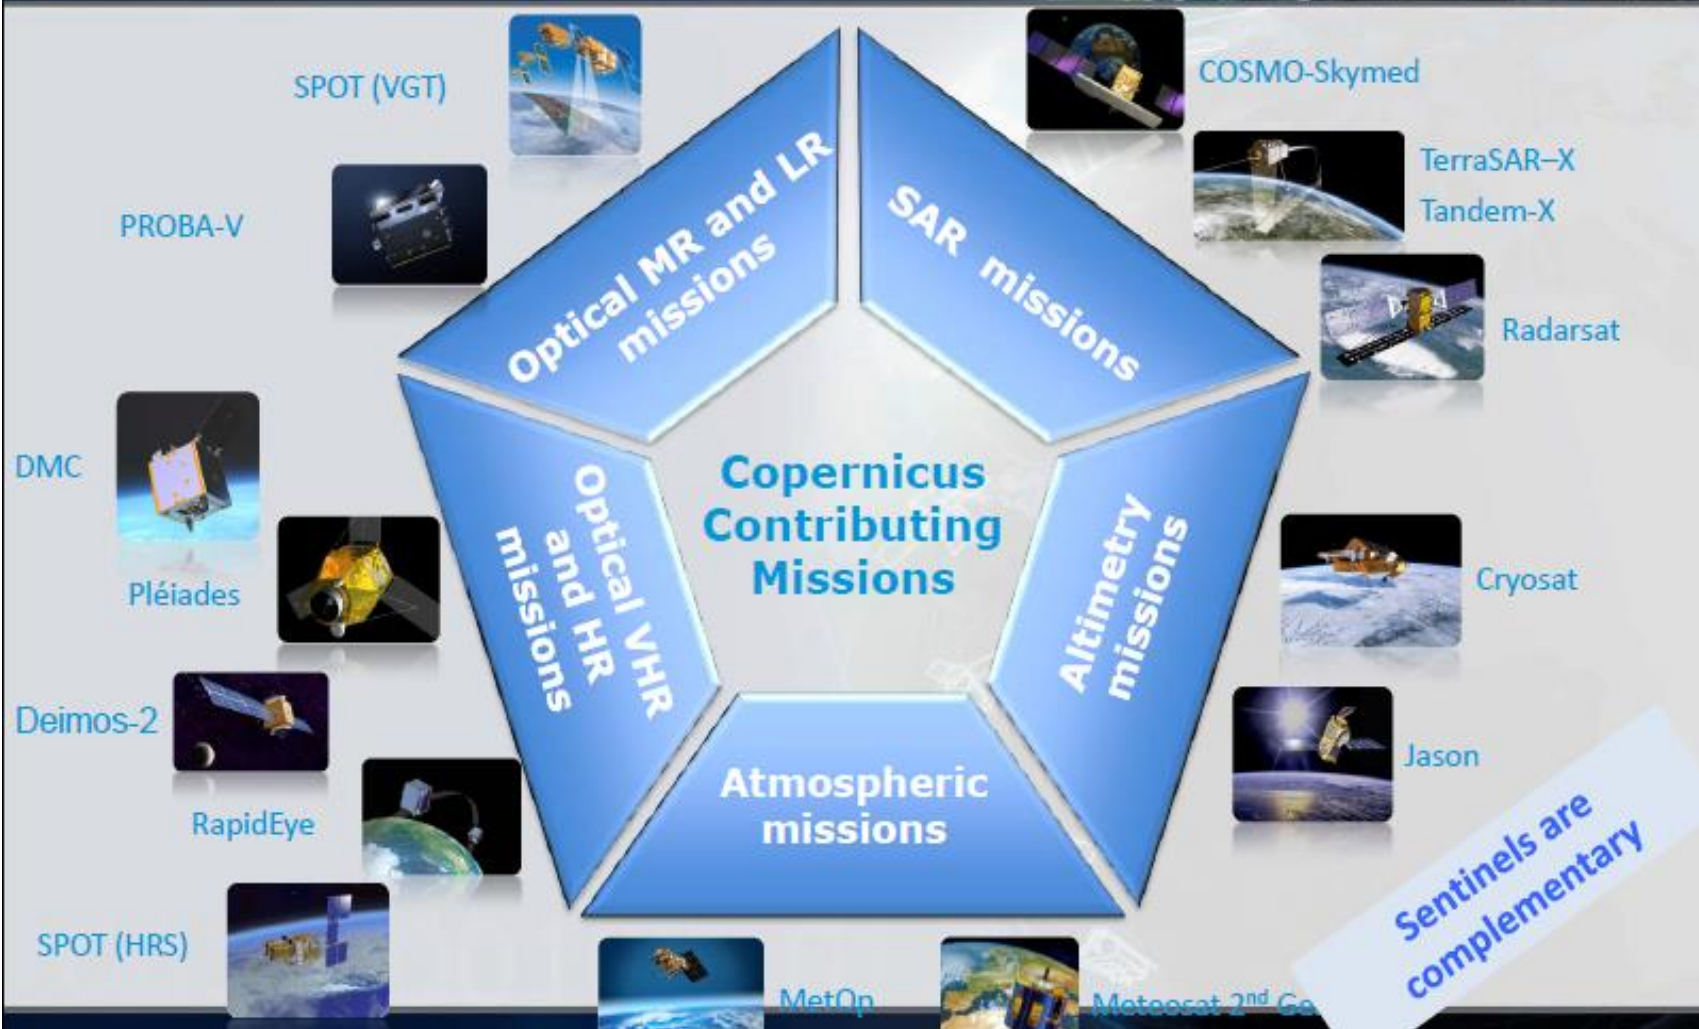 SPOT (VGT)
COSMO-Skymed
TerraSAR–X
Tandem-X
PROBA-V
Radarsat
Optical MR and LR
missions
SAR missions
DMC
Pléiades
Deimos-2
RapidEye
SPOT (HRS)
Optical VHR
and HR
missions
Copernicus
Contributing
Missions
Altimetry
missions
Cryosat
Jason
Atmospheric
missions
MetOp
Meteosat 2nd
Sentinels are
complementary